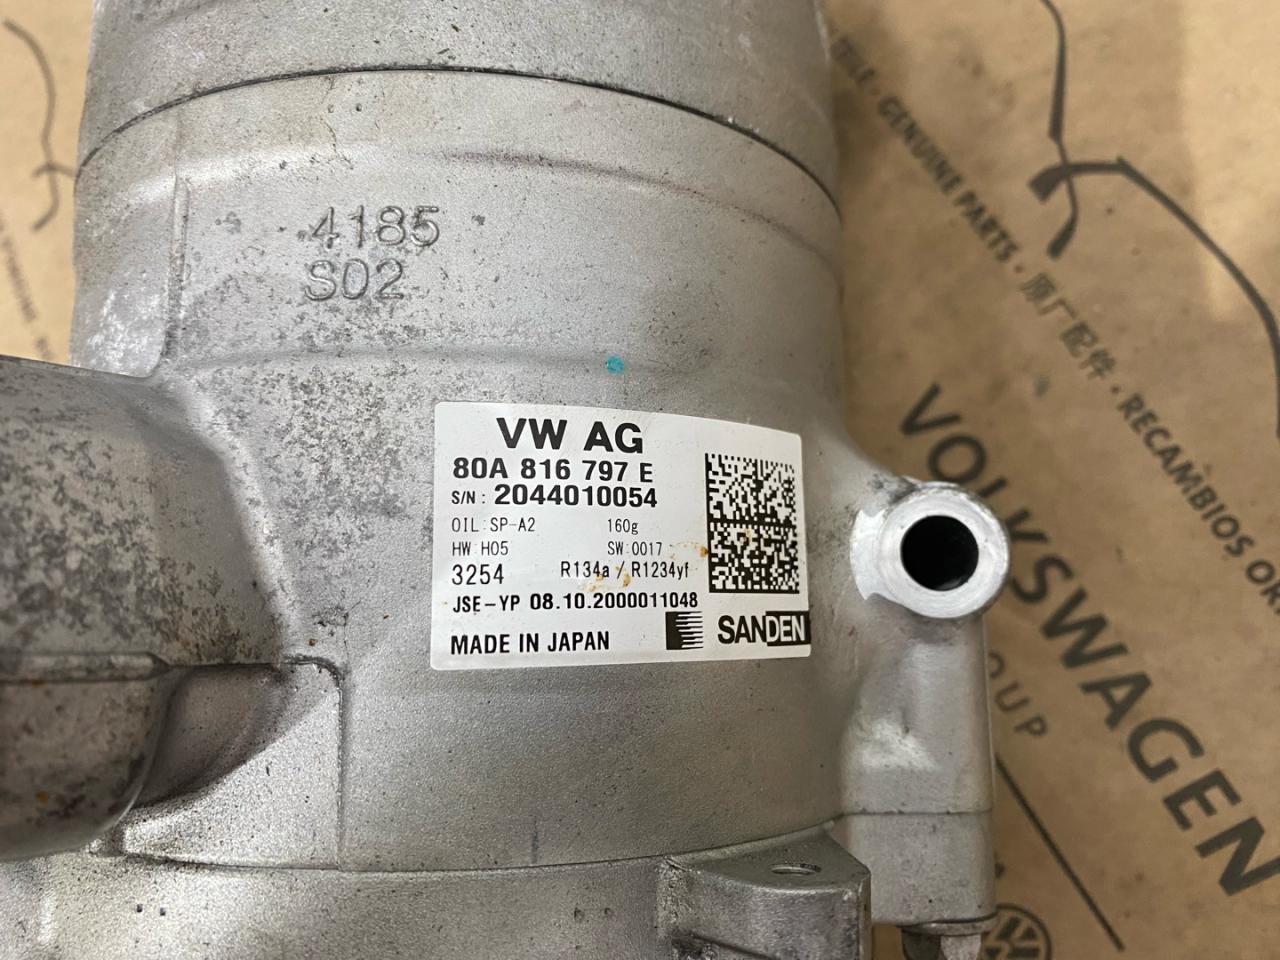 4185
S02
VW AG
80A 816 797 E
S/N : 2044010054
OIL:SP-A2 160g
HW:H05 SW:0017
3254 R134a / R1234yf
JSE-YP 08.10.2000011048
MADE IN JAPAN SANDEN
GENUINE PARTS · 原厂配件 · RECAMBIOS
VOLKSWAGEN